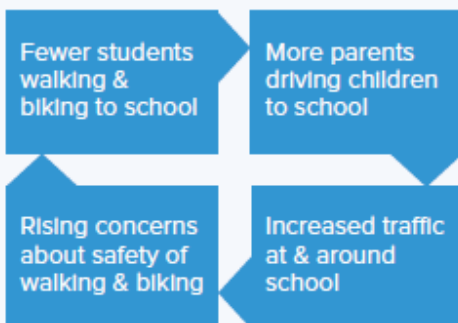 Fewer students
walking &
biking to school
More parents
driving children
to school
Rising concerns
about safety of
walking & biking
Increased traffic
at & around
school